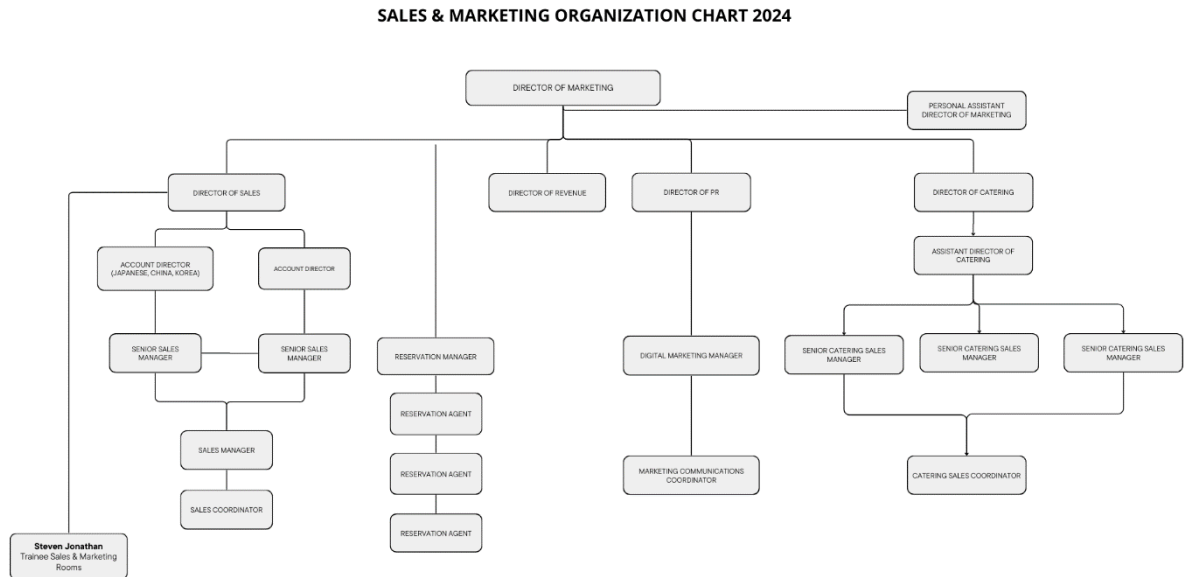 SALES & MARKETING ORGANIZATION CHART 2024
DIRECTOR OF MARKETING
PERSONAL ASSISTANT
DIRECTOR OF MARKETING
DIRECTOR OF SALES
DIRECTOR OF REVENUE
DIRECTOR OF PR
DIRECTOR OF CATERING
ACCOUNT DIRECTOR
(JAPANESE, CHINA, KOREA)
ACCOUNT DIRECTOR
ASSISTANT DIRECTOR OF
CATERING
SENIOR SALES
MANAGER
SENIOR SALES
MANAGER
RESERVATION MANAGER
DIGITAL MARKETING MANAGER
SENIOR CATERING SALES
MANAGER
SENIOR CATERING SALES
MANAGER
SENIOR CATERING SALES
MANAGER
RESERVATION AGENT
SALES MANAGER
RESERVATION AGENT
MARKETING COMMUNICATIONS
COORDINATOR
CATERING SALES COORDINATOR
SALES COORDINATOR
RESERVATION AGENT
Steven Jonathan
Trainee Sales & Marketing
Rooms